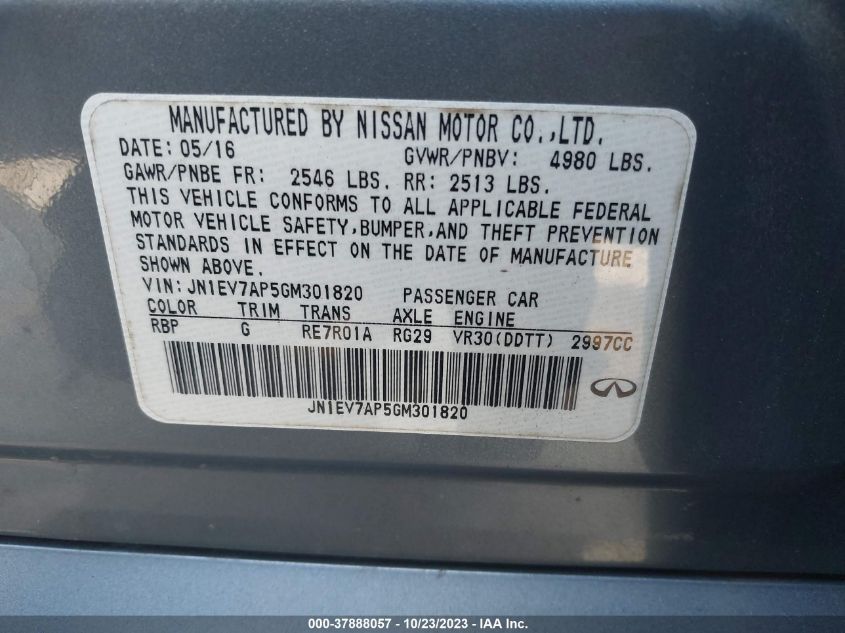 MANUFACTURED BY NISSAN MOTOR CO.,LTD.
DATE: 05/16 GVWR/PNBV: 4980 LBS.
GAWR/PNBE FR: 2546 LBS. RR: 2513 LBS.
THIS VEHICLE CONFORMS TO ALL APPLICABLE FEDERAL
MOTOR VEHICLE SAFETY,BUMPER,AND THEFT PREVENTION
STANDARDS IN EFFECT ON THE DATE OF MANUFACTURE
SHOWN ABOVE.
VIN:JN1EV7AP5GM301820 PASSENGER CAR
COLOR TRIM TRANS AXLE ENGINE
RBP G RE7R01A RG29 VR30(DDTT) 2997CC
JN1EV7AP5GM301820
000-37888057 - 10/23/2023 - IAA Inc.